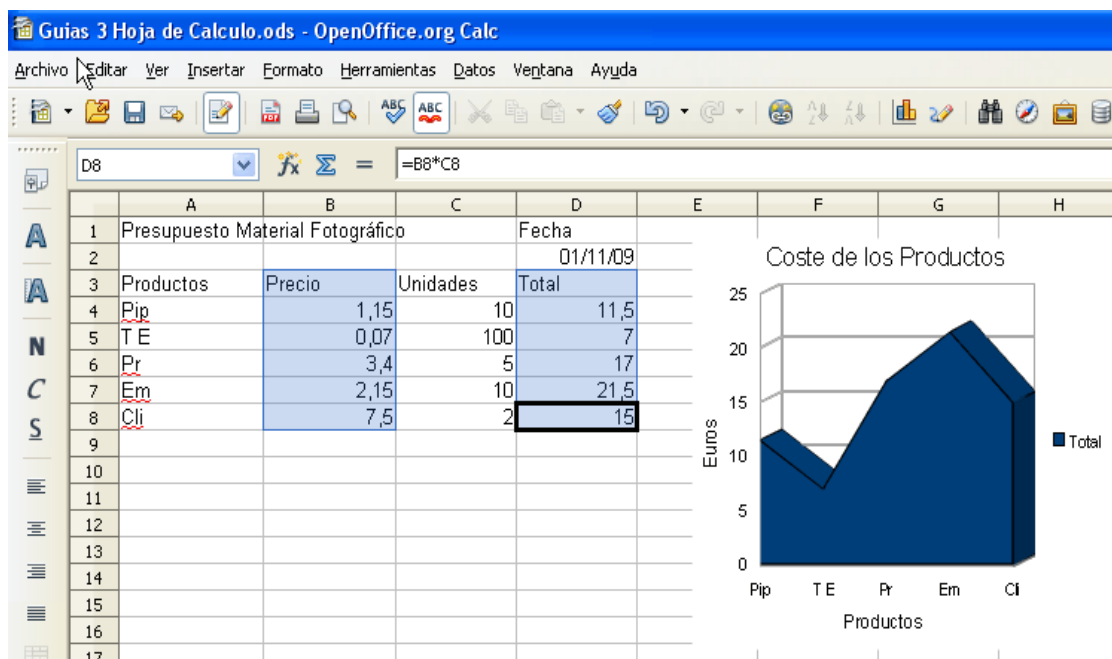 Guias 3 Hoja de Calculo.ods - OpenOffice.org Calc
Archivo Editar Ver Insertar Formato Herramientas Datos Ventana Ayuda
D8 =B8*C8
A B C D E F G H
1 Presupuesto Material Fotográfico Fecha
2 01/11/09
3 Productos Precio Unidades Total
4 Pip 1,15 10 11,5
5 T E 0,07 100 7
6 Pr 3,4 5 17
7 Em 2,15 10 21,5
8 Cli 7,5 2 15
9
10
11
12
13
14
15
16
17
Coste de los Productos
25
20
15
10
5
0
Euros
Pip T E Pr Em Cli
Productos
Total
PDF
ABC
ABC
A
A
N
C
S